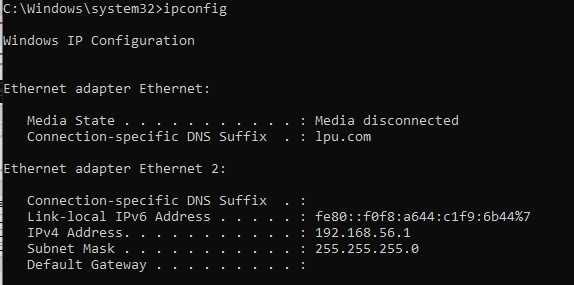 C:\Windows\system32>ipconfig
Windows IP Configuration
Ethernet adapter Ethernet:
Media State . . . . . . . . . . . : Media disconnected
Connection-specific DNS Suffix  . : lpu.com
Ethernet adapter Ethernet 2:
Connection-specific DNS Suffix  . :
Link-local IPv6 Address . . . . . : fe80::f0f8:a644:c1f9:6b44%7
IPv4 Address. . . . . . . . . . . : 192.168.56.1
Subnet Mask . . . . . . . . . . . : 255.255.255.0
Default Gateway . . . . . . . . . :